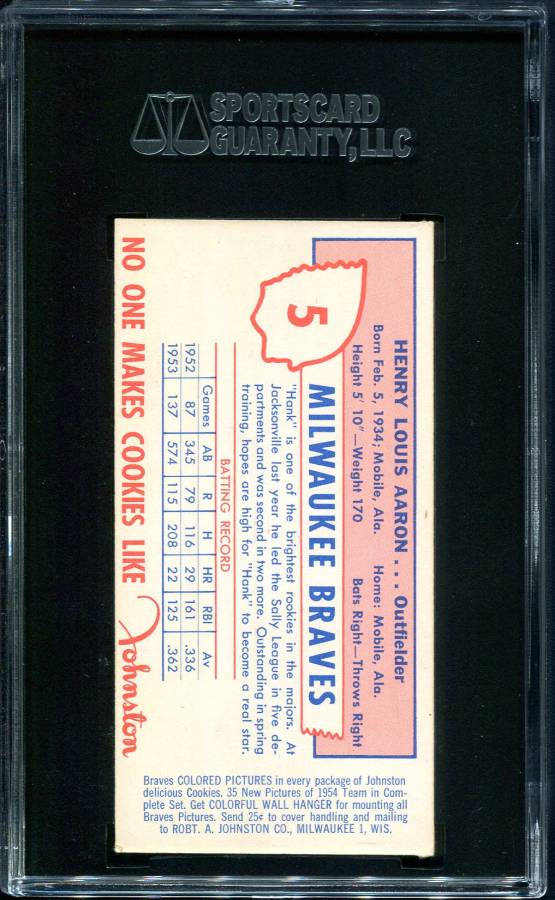 SPORTSCARD
GUARANTY, LLC
HENRY LOUIS AARON . . . Outfielder
Born Feb. 5, 1934; Mobile, Ala. Home: Mobile, Ala.
Height 5' 10"—Weight 170 Bats Right—Throws Right
5
MILWAUKEE BRAVES
"Hank" is one of the brightest rookies in the majors. At
Jacksonville last year he led the Sally League in five de-
partments and was second in two more. Outstanding in spring
training, hopes are high for "Hank" to become a real star.
BATTING RECORD
Games AB R H HR RBI Av
1952 87 345 79 116 29 161 .336
1953 137 574 115 208 22 125 .362
NO ONE MAKES COOKIES LIKE Johnston
Braves COLORED PICTURES in every package of Johnston
delicious Cookies. 35 New Pictures of 1954 Team in Com-
plete Set. Get COLORFUL WALL HANGER for mounting all
Braves Pictures. Send 25¢ to cover handling and mailing
to ROBT. A. JOHNSTON CO., MILWAUKEE 1, WIS.